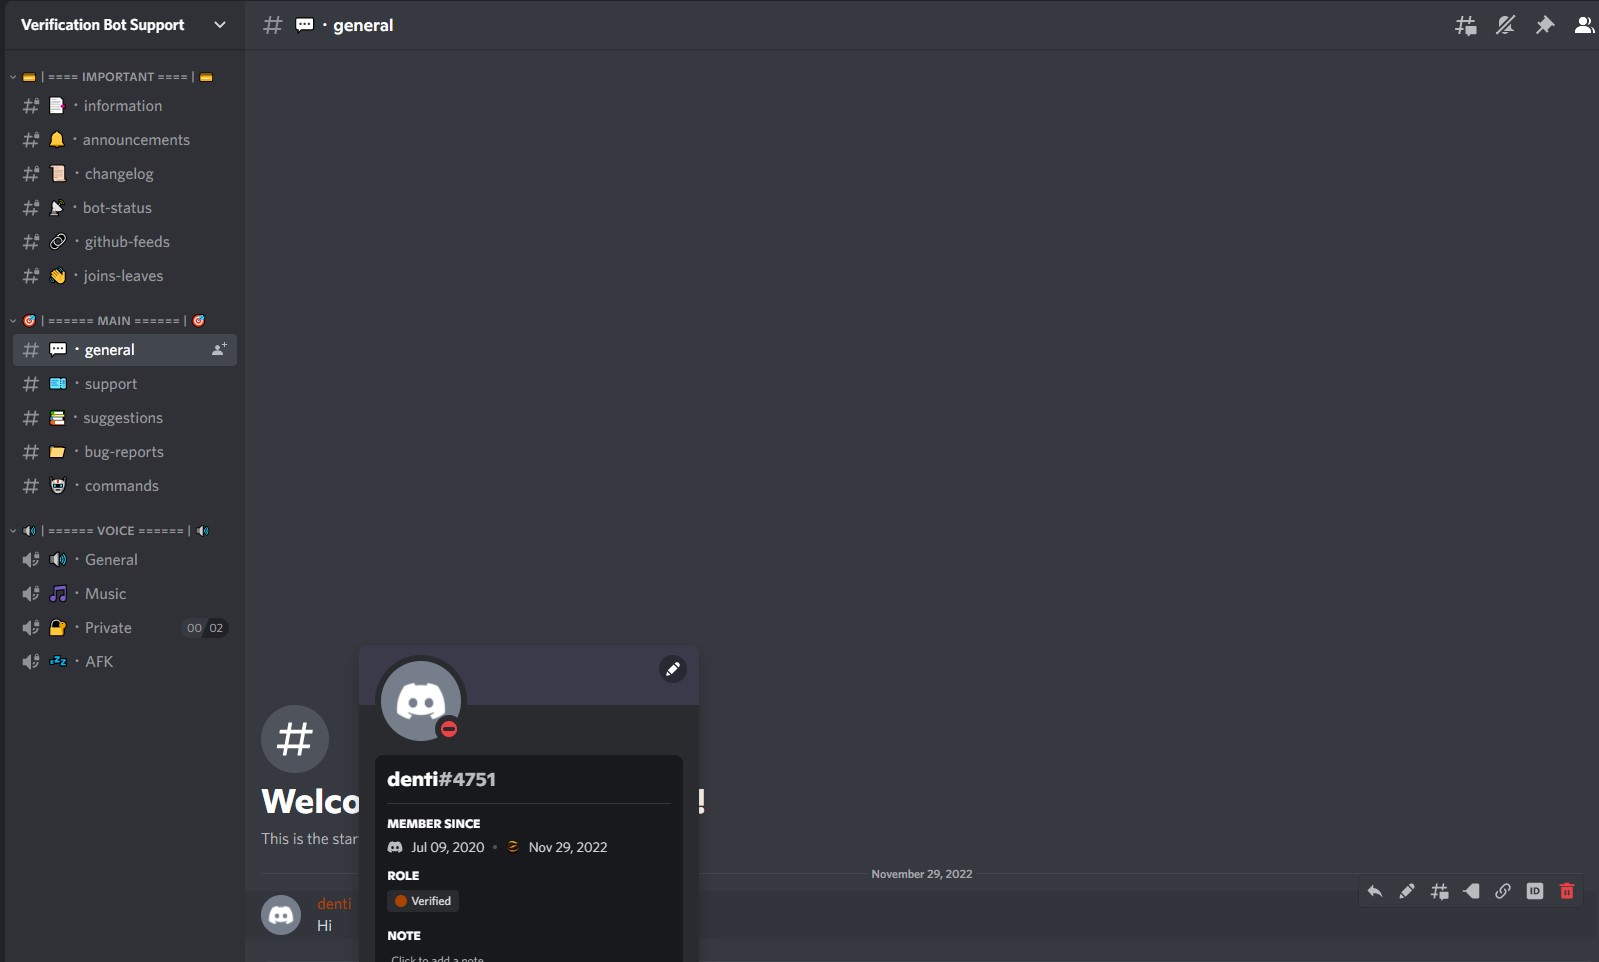 Verification Bot Support
| ==== IMPORTANT ==== |
· information
· announcements
· changelog
· bot-status
· github-feeds
· joins-leaves
| ====== MAIN ====== |
· general
· support
· suggestions
· bug-reports
· commands
| ====== VOICE ====== |
· General
· Music
· Private 00 02
· AFK
# · general
#
Welco !
This is the star
denti#4751
MEMBER SINCE
Jul 09, 2020 • Nov 29, 2022
ROLE
Verified
NOTE
Click to add a note
November 29, 2022
ID
denti
Hi